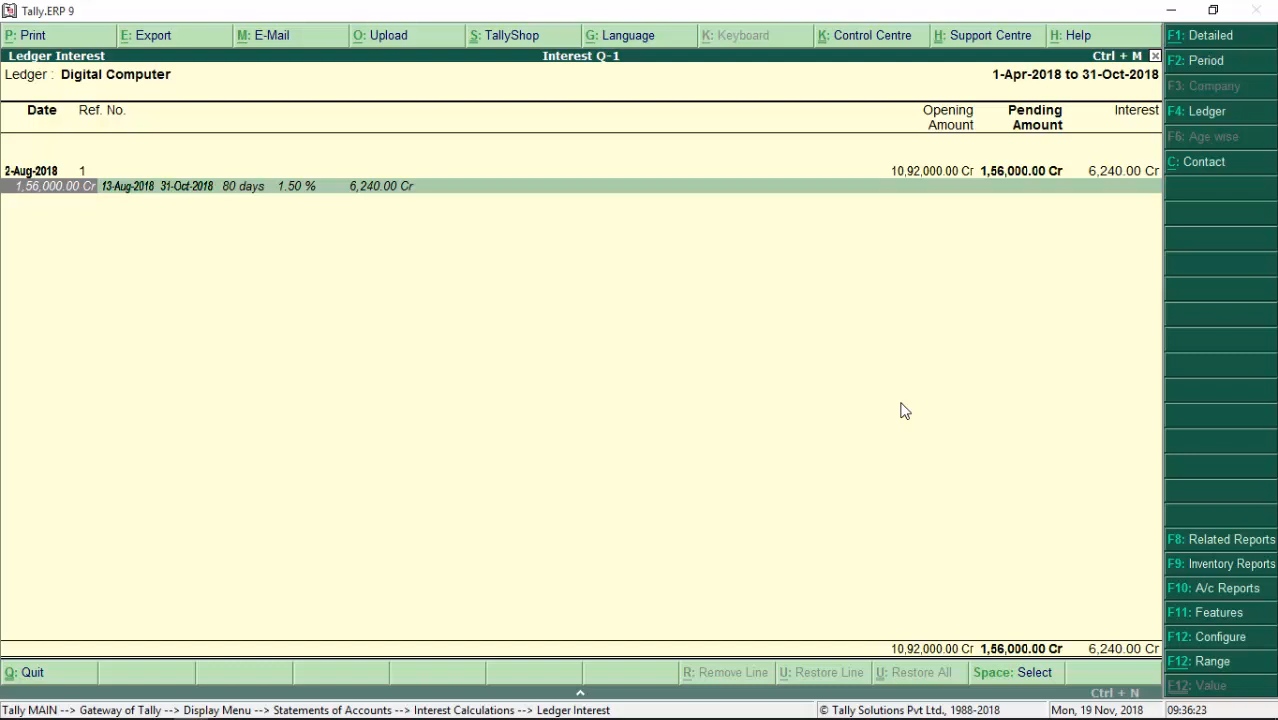 Tally.ERP 9
P: Print E: Export M: E-Mail O: Upload S: TallyShop G: Language K: Keyboard K: Control Centre H: Support Centre H: Help
Ledger Interest Interest Q-1 Ctrl + M
Ledger : Digital Computer 1-Apr-2018 to 31-Oct-2018
Date Ref. No. Opening Pending Interest
Amount Amount
2-Aug-2018 1 10,92,000.00 Cr 1,56,000.00 Cr 6,240.00 Cr
1,56,000.00 Cr 13-Aug-2018 31-Oct-2018 80 days 1.50 % 6,240.00 Cr
10,92,000.00 Cr 1,56,000.00 Cr 6,240.00 Cr
Q: Quit R: Remove Line U: Restore Line U: Restore All Space: Select
Ctrl + N
Tally MAIN --> Gateway of Tally --> Display Menu --> Statements of Accounts --> Interest Calculations --> Ledger Interest © Tally Solutions Pvt Ltd., 1988-2018 Mon, 19 Nov, 2018 09:36:23
F1: Detailed
F2: Period
F3: Company
F4: Ledger
F6: Age wise
C: Contact
F8: Related Reports
F9: Inventory Reports
F10: A/c Reports
F11: Features
F12: Configure
F12: Range
F12: Value